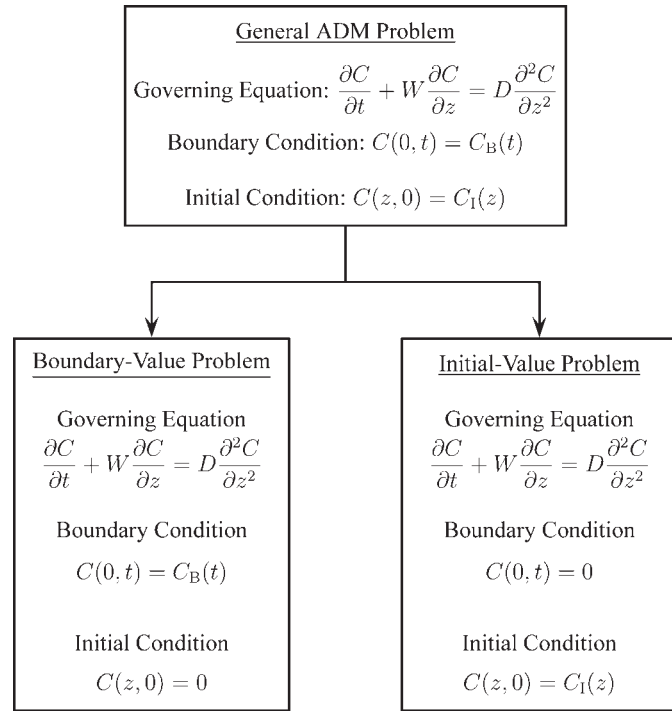 General ADM Problem
Governing Equation: ∂C/∂t + W ∂C/∂z = D ∂²C/∂z²
Boundary Condition: C(0, t) = C_B(t)
Initial Condition: C(z, 0) = C_I(z)
Boundary-Value Problem
Governing Equation
∂C/∂t + W ∂C/∂z = D ∂²C/∂z²
Boundary Condition
C(0, t) = C_B(t)
Initial Condition
C(z, 0) = 0
Initial-Value Problem
Governing Equation
∂C/∂t + W ∂C/∂z = D ∂²C/∂z²
Boundary Condition
C(0, t) = 0
Initial Condition
C(z, 0) = C_I(z)